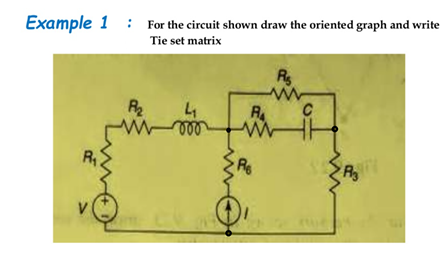 Example 1 : For the circuit shown draw the oriented graph and write
Tie set matrix
R5
R2 L1 R4 C
R1 R6 R3
V I